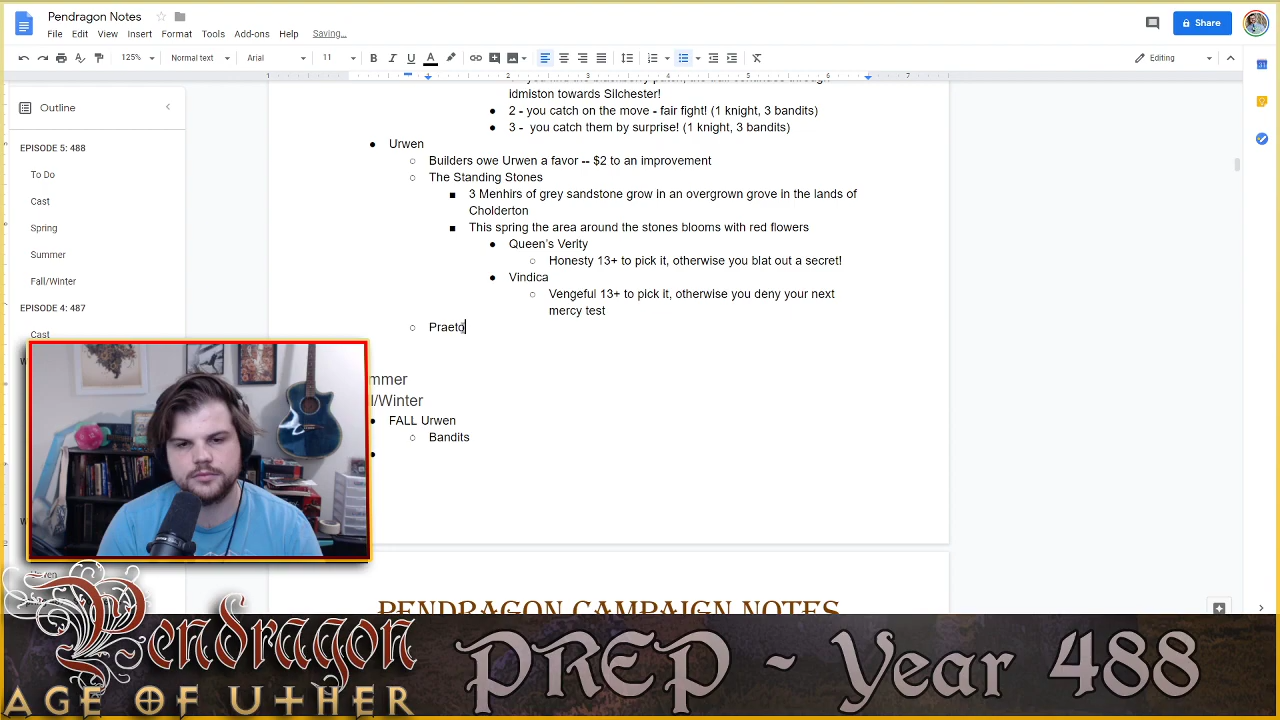 Pendragon Notes
File Edit View Insert Format Tools Add-ons Help Saving...
Share
125% Normal text Arial 11 Editing
1 2 3 4 5 6 7
Outline
EPISODE 5: 488
To Do
Cast
Spring
Summer
Fall/Winter
EPISODE 4: 487
Cast
idmiston towards Silchester!
2 - you catch on the move - fair fight! (1 knight, 3 bandits)
3 - you catch them by surprise! (1 knight, 3 bandits)
Urwen
Builders owe Urwen a favor -- $2 to an improvement
The Standing Stones
3 Menhirs of grey sandstone grow in an overgrown grove in the lands of
Cholderton
This spring the area around the stones blooms with red flowers
Queen's Verity
Honesty 13+ to pick it, otherwise you blat out a secret!
Vindica
Vengeful 13+ to pick it, otherwise you deny your next
mercy test
Praeto
mmer
l/Winter
FALL Urwen
Bandits
PENDRAGON CAMPAIGN NOTES
Pendragon
AGE OF UTHER
PREP ~ Year 488